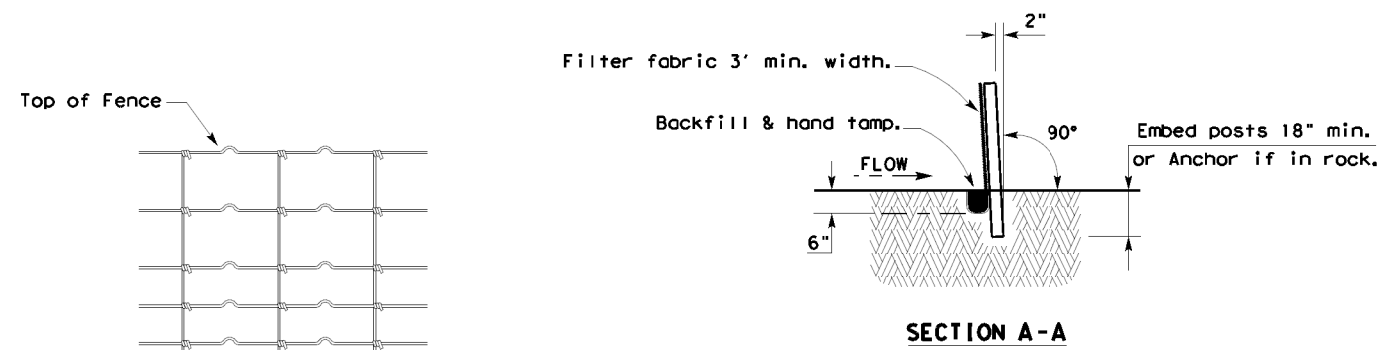 2"
Filter fabric 3' min. width.
Top of Fence
Backfill & hand tamp.
90°
Embed posts 18" min.
or Anchor if in rock.
FLOW
6"
SECTION A-A